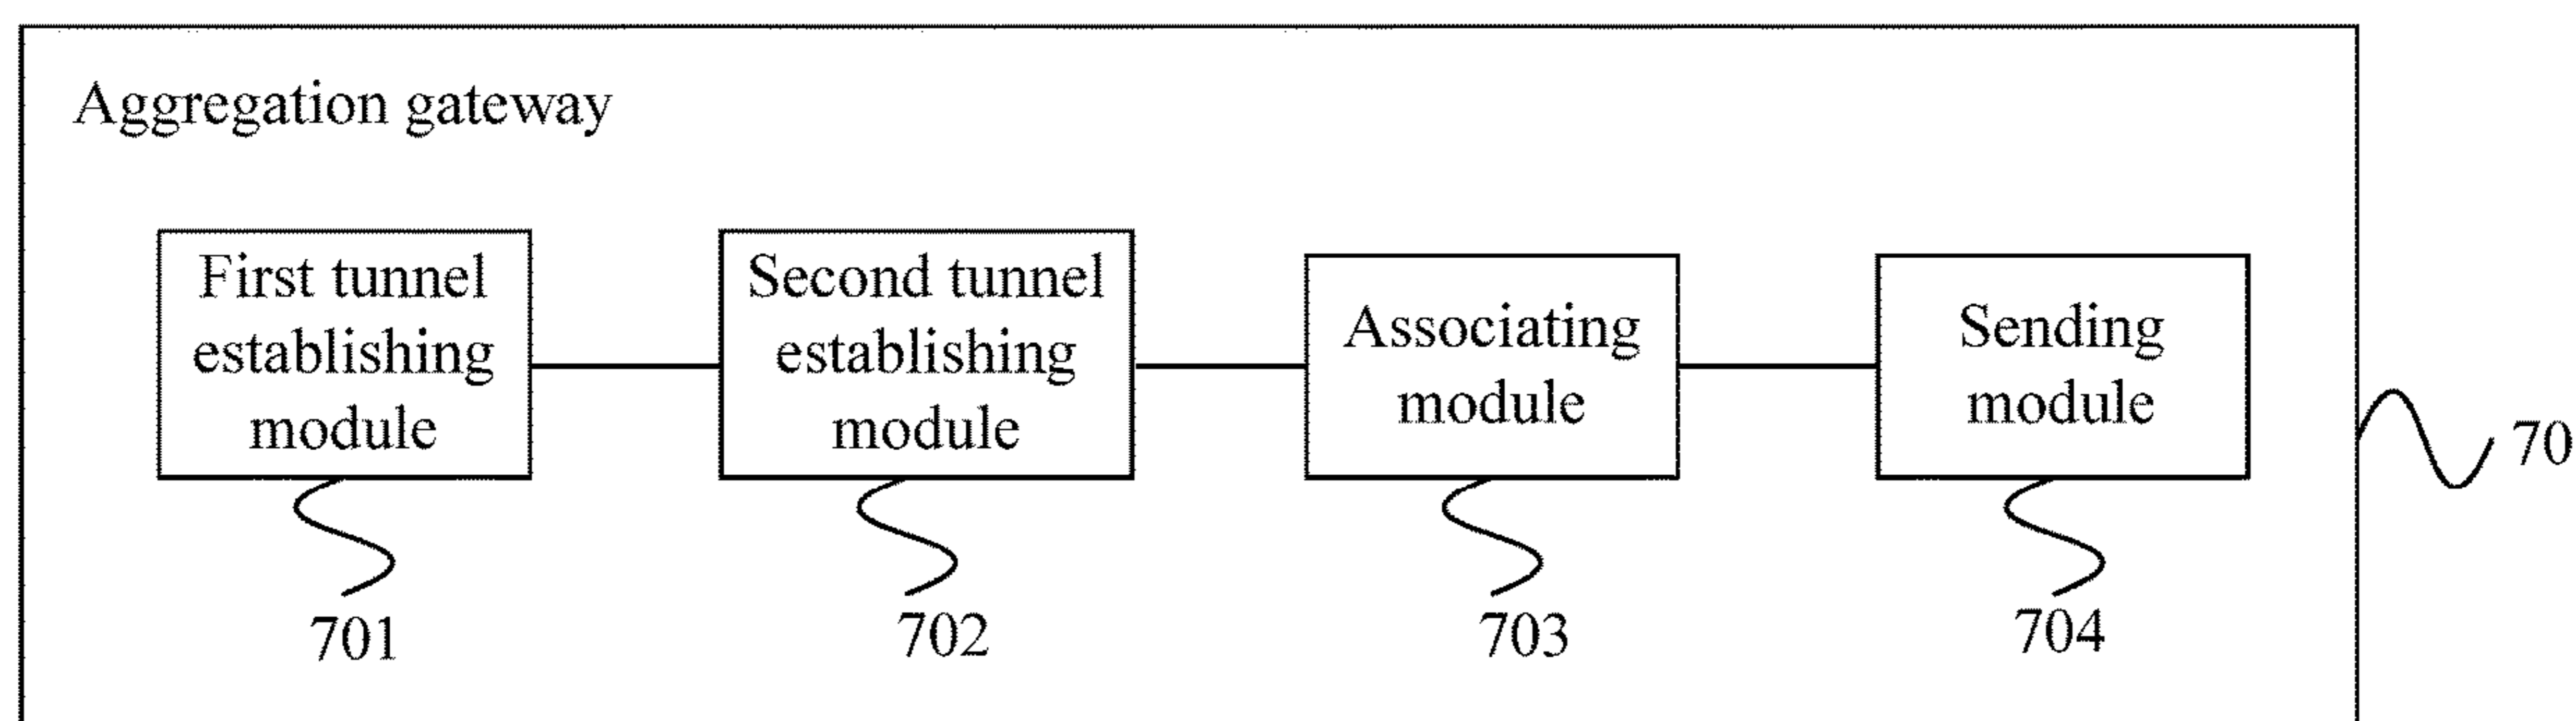 Aggregation gateway
First tunnel
establishing
module
Second tunnel
establishing
module
Associating
module
Sending
module
70
701
702
703
704